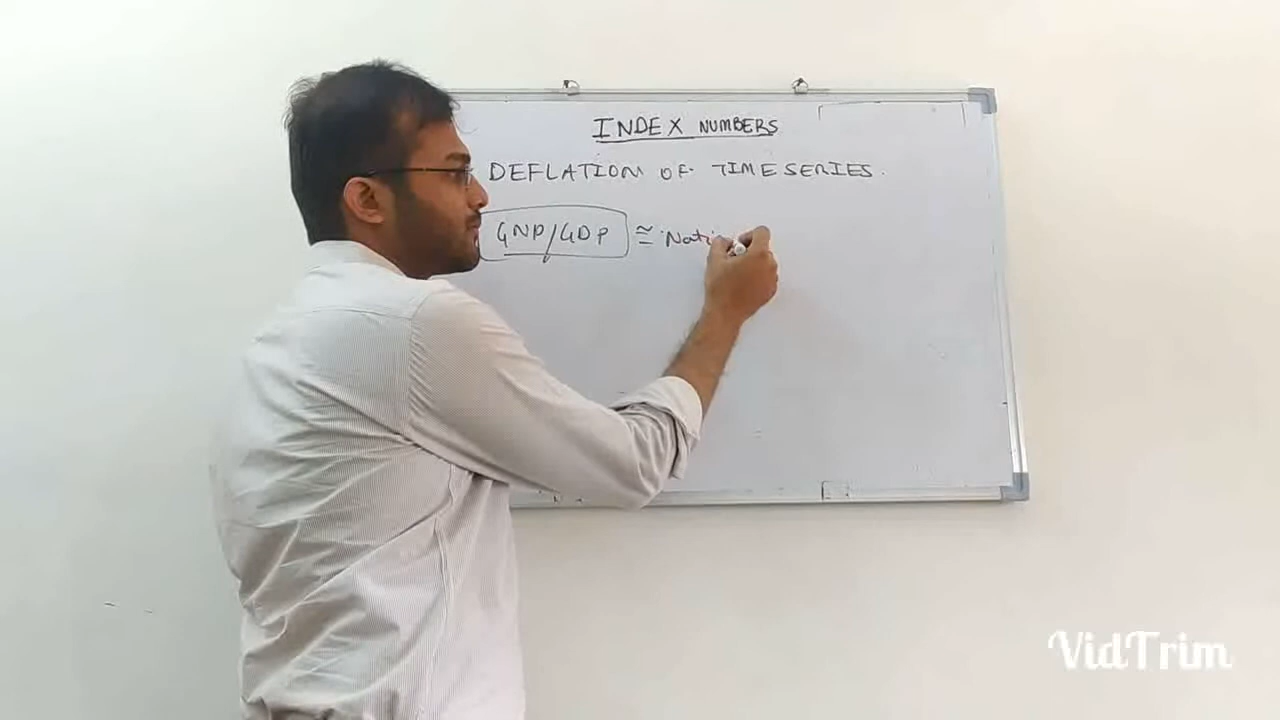 INDEX NUMBERS
DEFLATION OF TIME SERIES.
GNP/GDP ≅ Nati
VidTrim